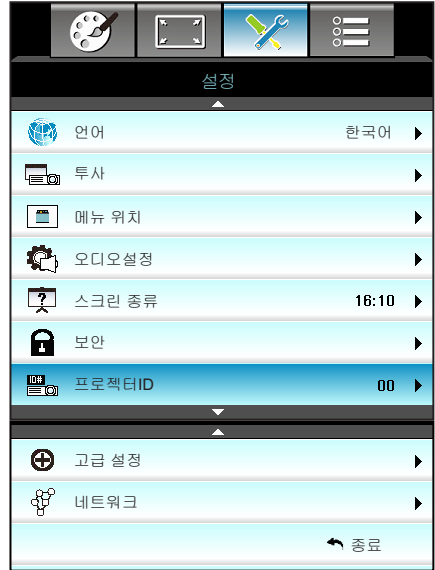 설정
언어 한국어
투사
메뉴 위치
오디오설정
? 스크린 종류 16:10
보안
ID# 프로젝터ID 00
고급 설정
네트워크
종료